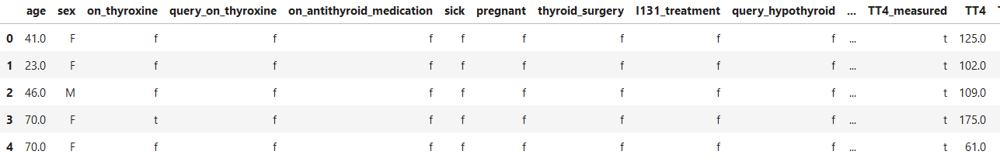 age sex on_thyroxine query_on_thyroxine on_antithyroid_medication sick pregnant thyroid_surgery I131_treatment query_hypothyroid ... TT4_measured TT4
0 41.0 F f f f f f f f f ... t 125.0
1 23.0 F f f f f f f f f ... t 102.0
2 46.0 M f f f f f f f f ... t 109.0
3 70.0 F t f f f f f f f ... t 175.0
4 70.0 F f f f f f f f f ... t 61.0